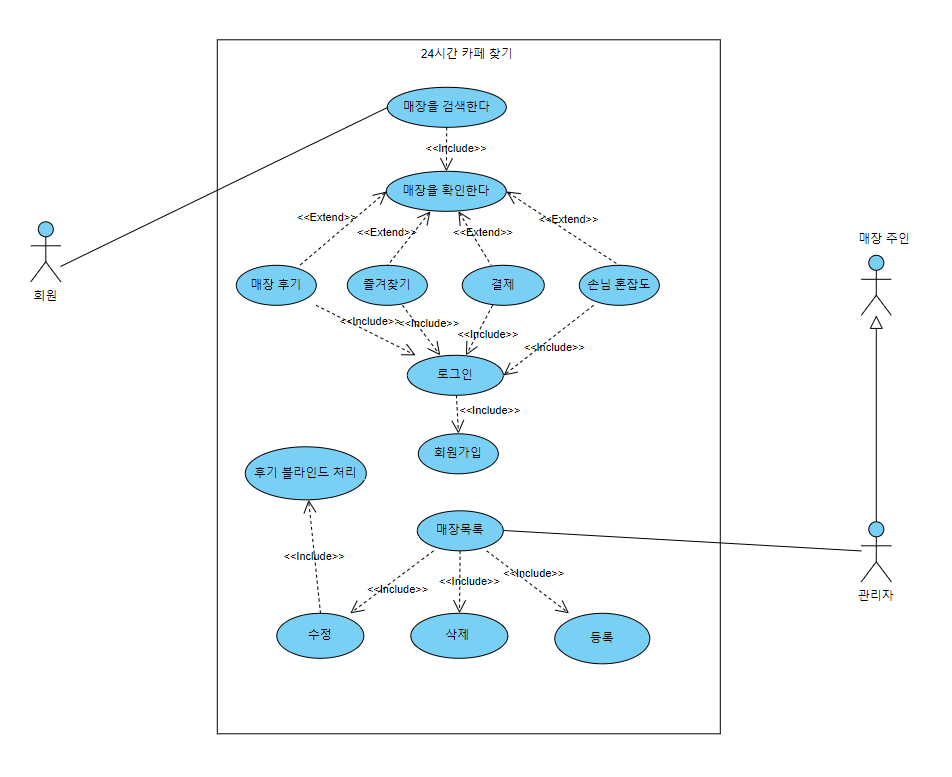 24시간 카페 찾기
매장을 검색한다
<<Include>>
매장을 확인한다
<<Extend>>
<<Extend>>
<<Extend>>
<<Extend>>
매장 주인
매장 후기
즐겨찾기
결제
손님 혼잡도
회원
<<Include>>
<<Include>>
<<Include>>
<<Include>>
로그인
<<Include>>
회원가입
후기 블라인드 처리
매장목록
<<Include>>
<<Include>>
<<Include>>
<<Include>>
관리자
수정
삭제
등록